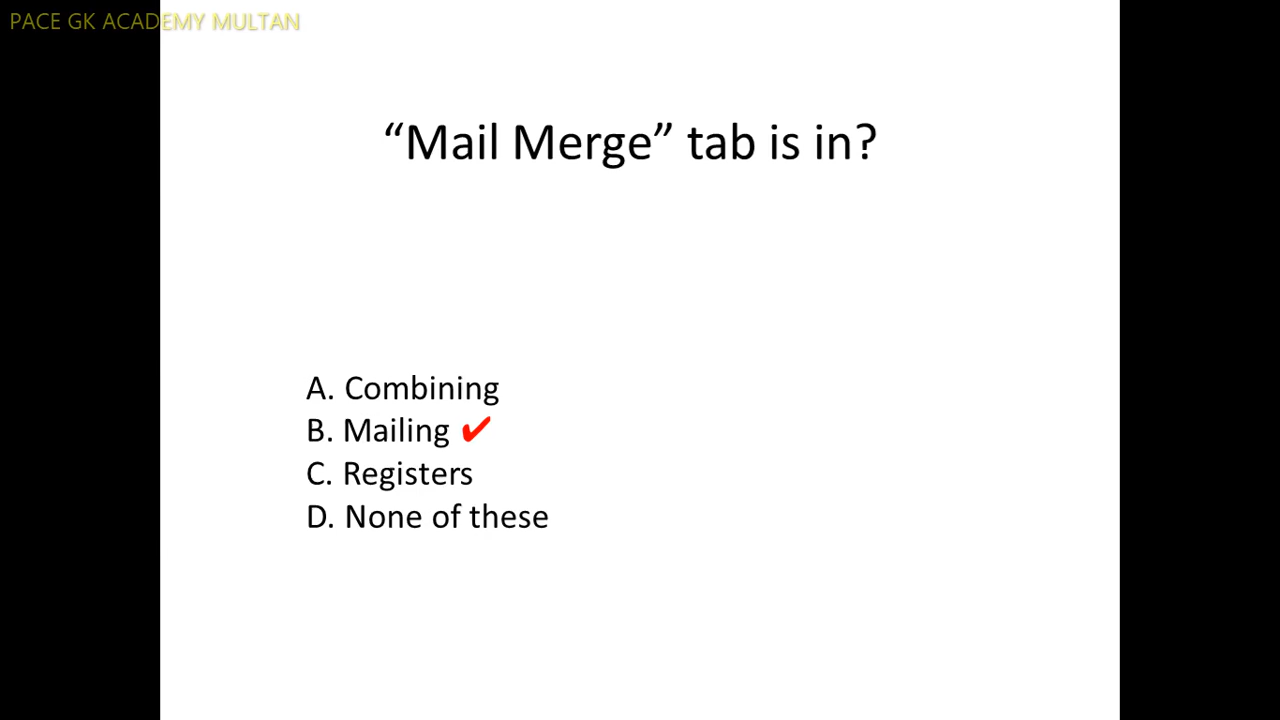 PACE GK ACADEMY MULTAN
“Mail Merge” tab is in?
A. Combining
B. Mailing ✔
C. Registers
D. None of these